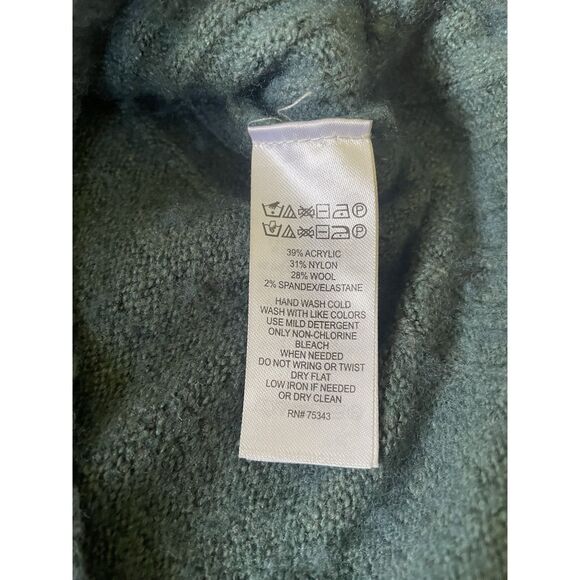 39% ACRYLIC
31% NYLON
28% WOOL
2% SPANDEX/ELASTANE
HAND WASH COLD
WASH WITH LIKE COLORS
USE MILD DETERGENT
ONLY NON-CHLORINE
BLEACH
WHEN NEEDED
DO NOT WRING OR TWIST
DRY FLAT
LOW IRON IF NEEDED
OR DRY CLEAN
RN# 75343